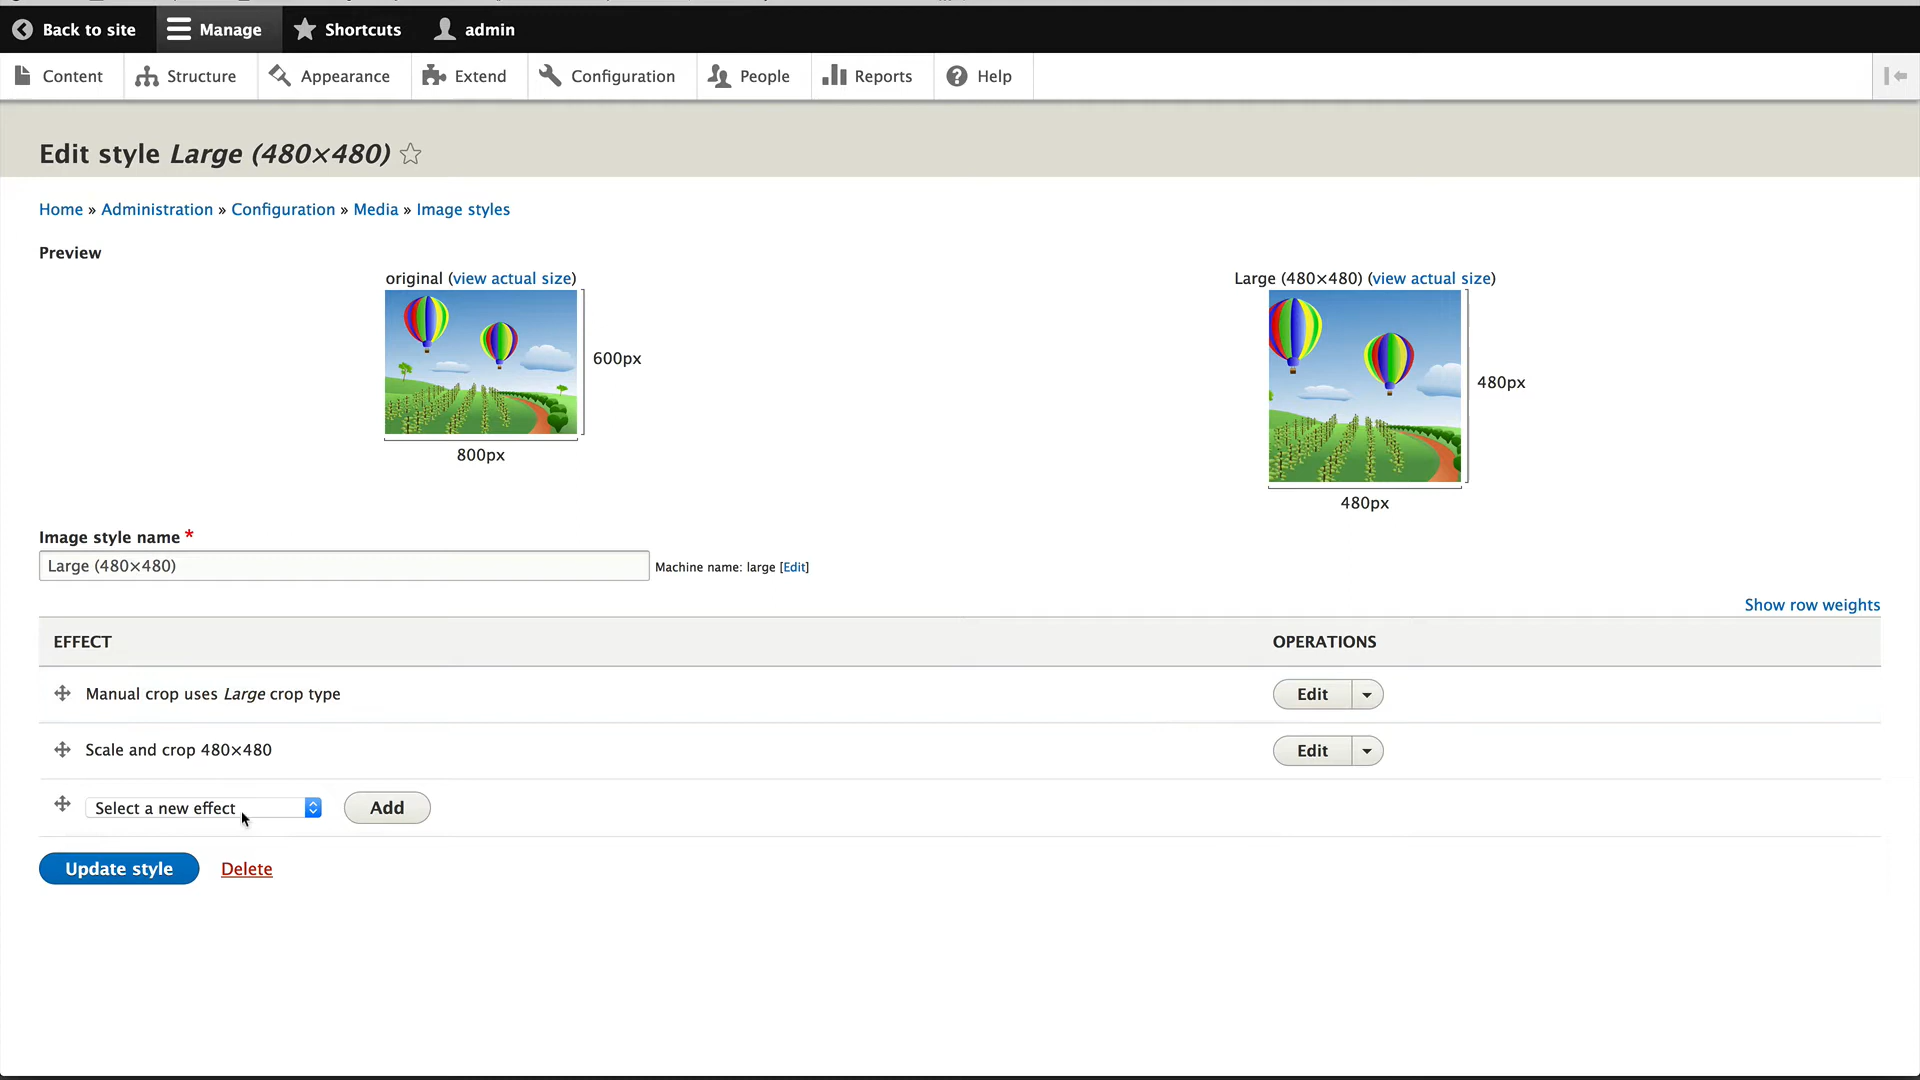 Back to site Manage Shortcuts admin
Content Structure Appearance Extend Configuration People Reports Help
Edit style Large (480×480)
Home » Administration » Configuration » Media » Image styles
Preview
original (view actual size)
600px
800px
Large (480×480) (view actual size)
480px
480px
Image style name *
Large (480×480) Machine name: large [Edit]
Show row weights
EFFECT OPERATIONS
Manual crop uses Large crop type Edit
Scale and crop 480×480 Edit
Select a new effect Add
Update style Delete